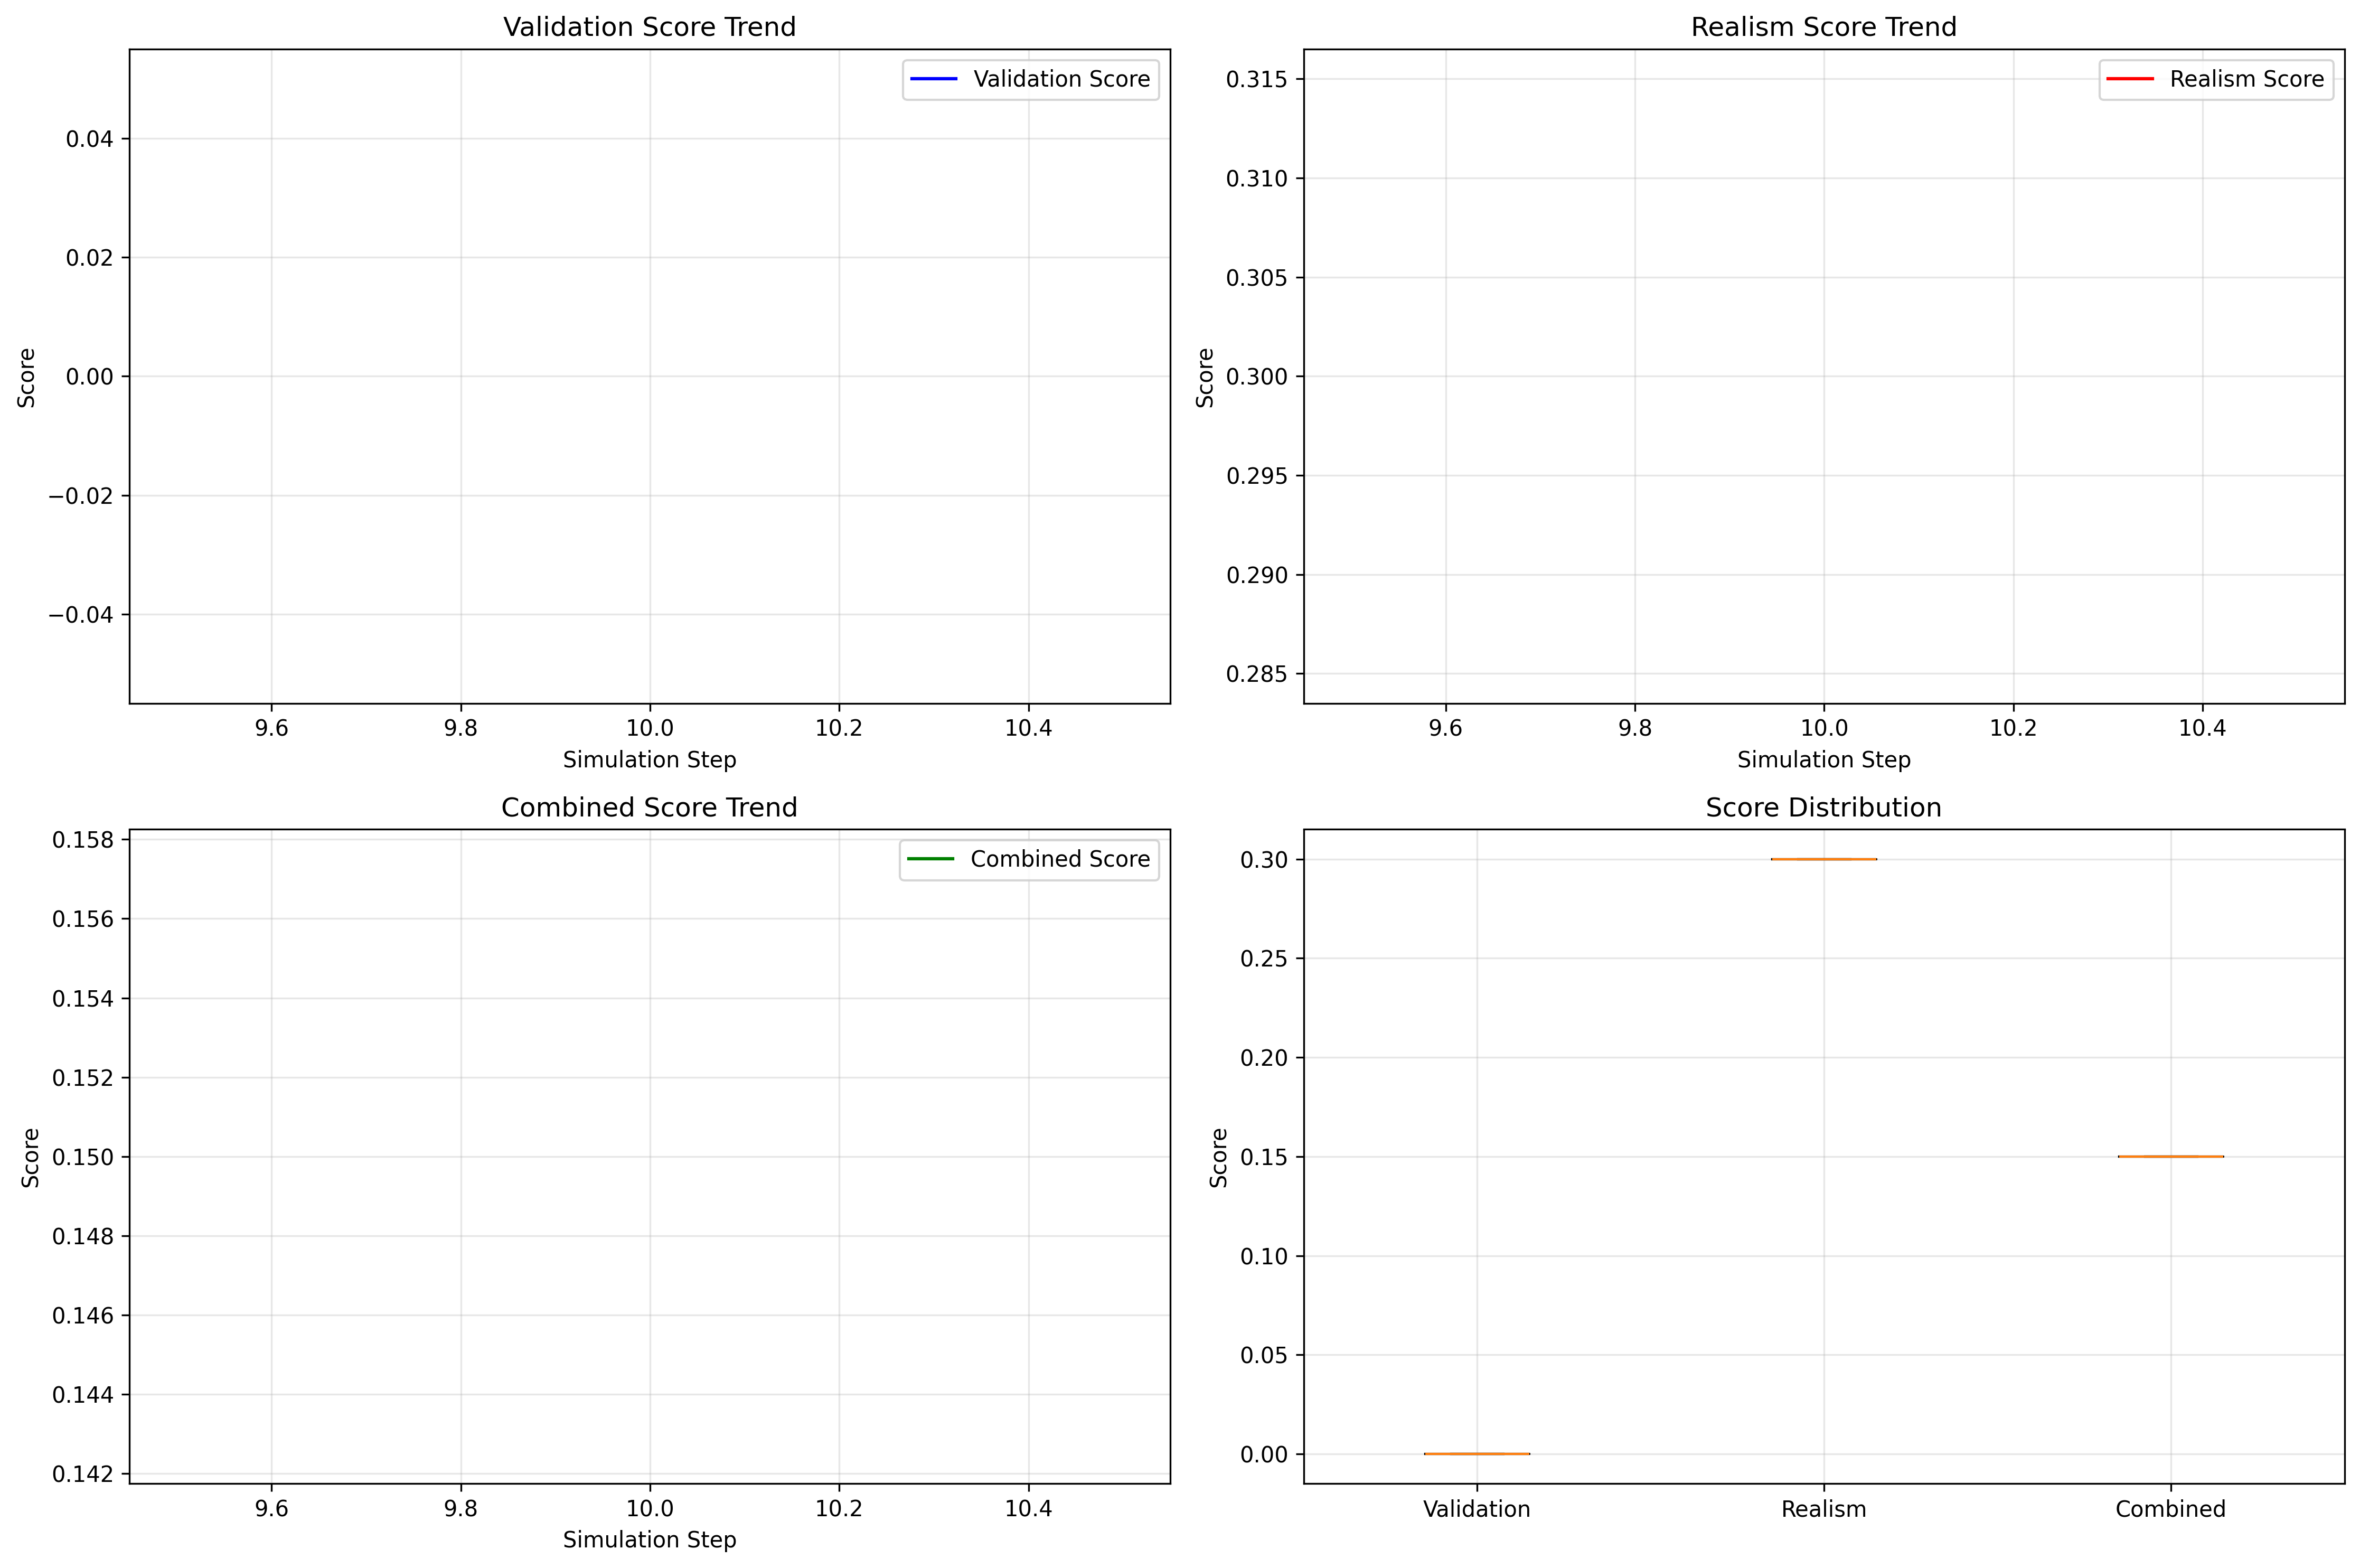 Validation Score Trend
Validation Score
0.04
0.02
0.00
−0.02
−0.04
Score
9.6 9.8 10.0 10.2 10.4
Simulation Step
Realism Score Trend
Realism Score
0.315
0.310
0.305
0.300
0.295
0.290
0.285
Score
9.6 9.8 10.0 10.2 10.4
Simulation Step
Combined Score Trend
Combined Score
0.158
0.156
0.154
0.152
0.150
0.148
0.146
0.144
0.142
Score
9.6 9.8 10.0 10.2 10.4
Simulation Step
Score Distribution
0.30
0.25
0.20
0.15
0.10
0.05
0.00
Score
Validation Realism Combined